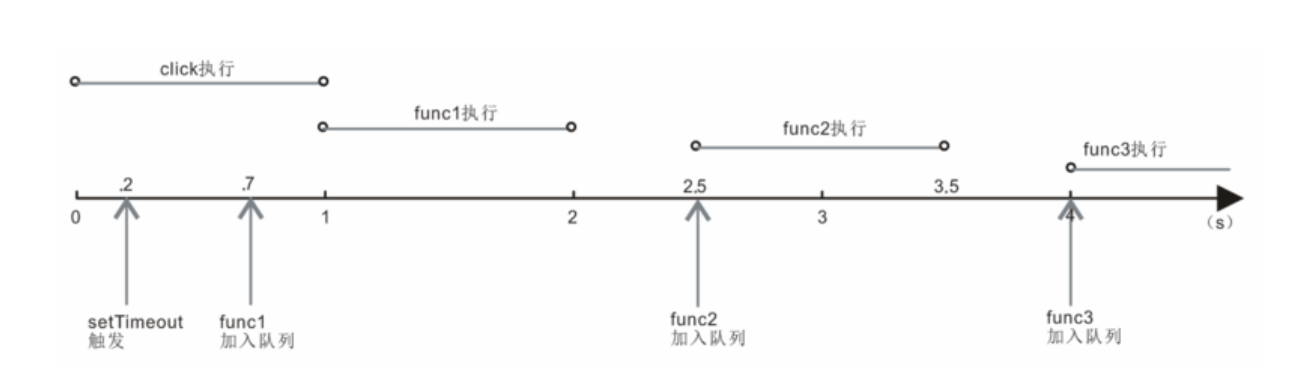 click执行
func1执行
func2执行
func3执行
.2
.7
2.5
3.5
0
1
2
3
4
（s）
setTimeout
触发
func1
加入队列
func2
加入队列
func3
加入队列